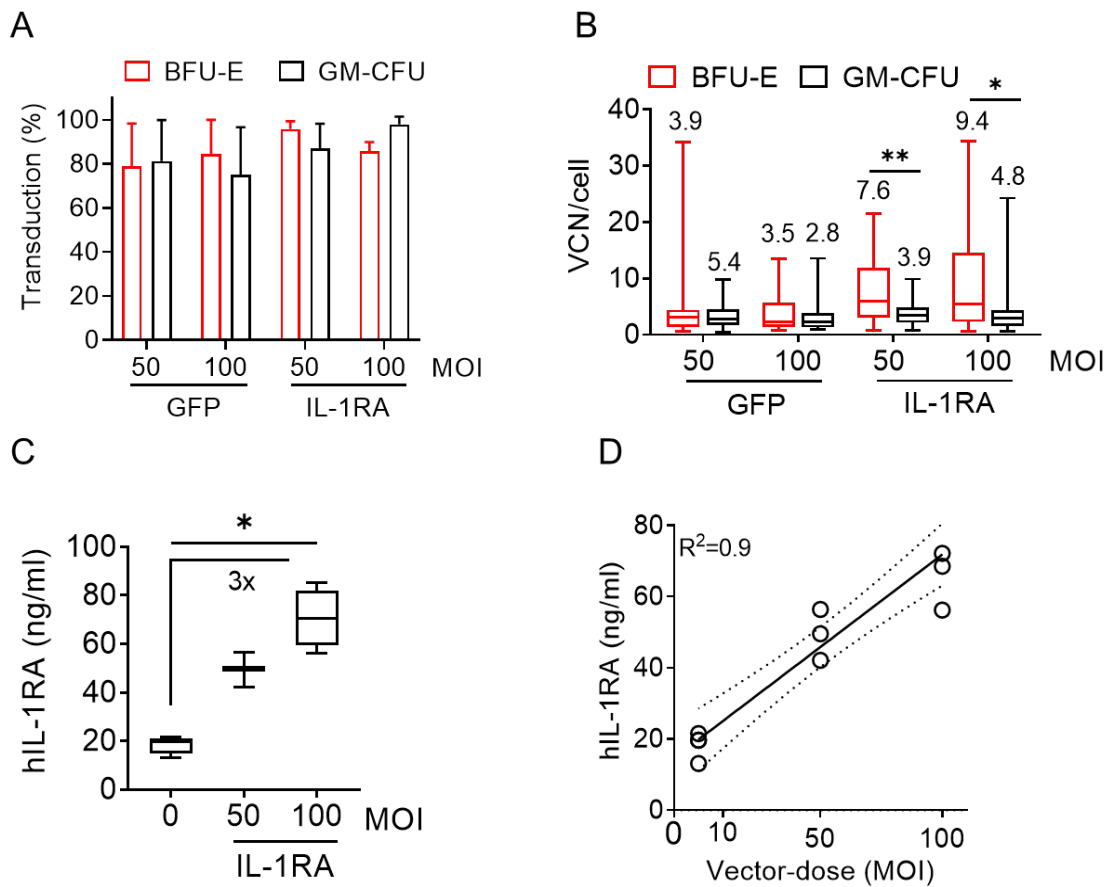 A
BFU-E GM-CFU
Transduction (%)
100
80
60
40
20
0
50 100 50 100 MOI
GFP IL-1RA
B
BFU-E GM-CFU
VCN/cell
40
30
20
10
0
3.9 5.4 3.5 2.8 7.6 ** 3.9 9.4 * 4.8
50 100 50 100 MOI
GFP IL-1RA
C
hIL-1RA (ng/ml)
100
80
60
40
20
0
*
3x
0 50 100 MOI
IL-1RA
D
hIL-1RA (ng/ml)
80
60
40
20
0
R²=0.9
0 10 50 100
Vector-dose (MOI)